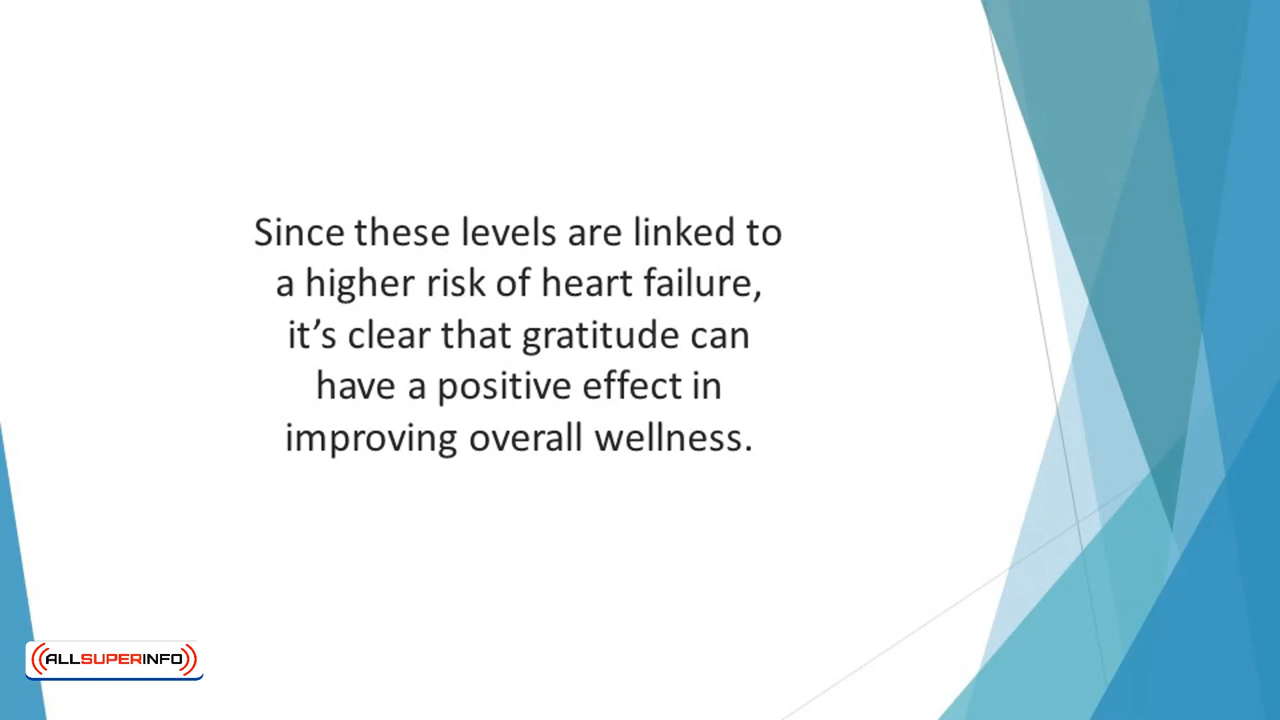 Since these levels are linked to
a higher risk of heart failure,
it’s clear that gratitude can
have a positive effect in
improving overall wellness.
((ALLSUPERINFO))